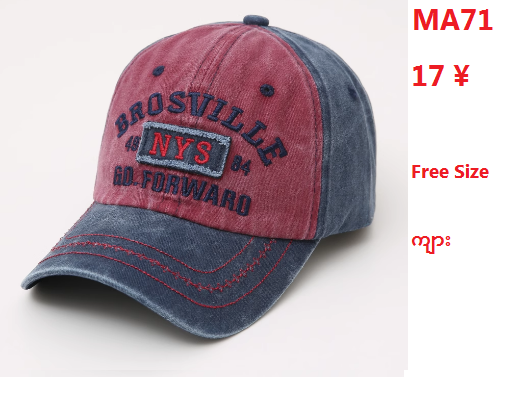 MA71
17 ¥
BROSVILLE
48 NYS 84
GO-FORWARD
Free Size
ကျား